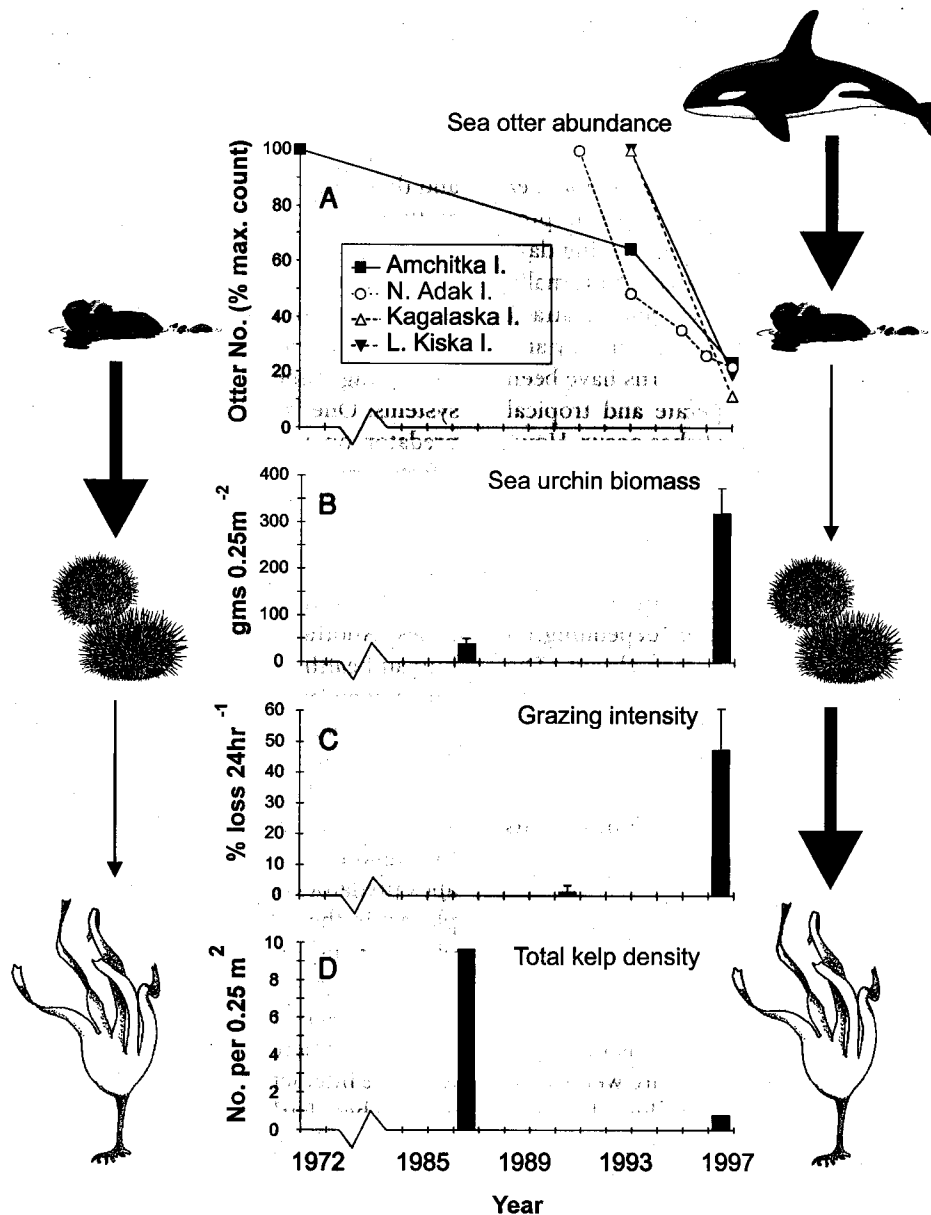 Sea otter abundance
Otter No. (% max. count)
100
80
60
40
20
0
A
Amchitka I.
N. Adak I.
Kagalaska I.
L. Kiska I.
Sea urchin biomass
gms 0.25m⁻²
400
300
200
100
0
B
Grazing intensity
% loss 24hr⁻¹
60
50
40
30
20
10
0
C
Total kelp density
No. per 0.25 m²
10
8
6
4
2
0
D
1972 1985 1989 1993 1997
Year